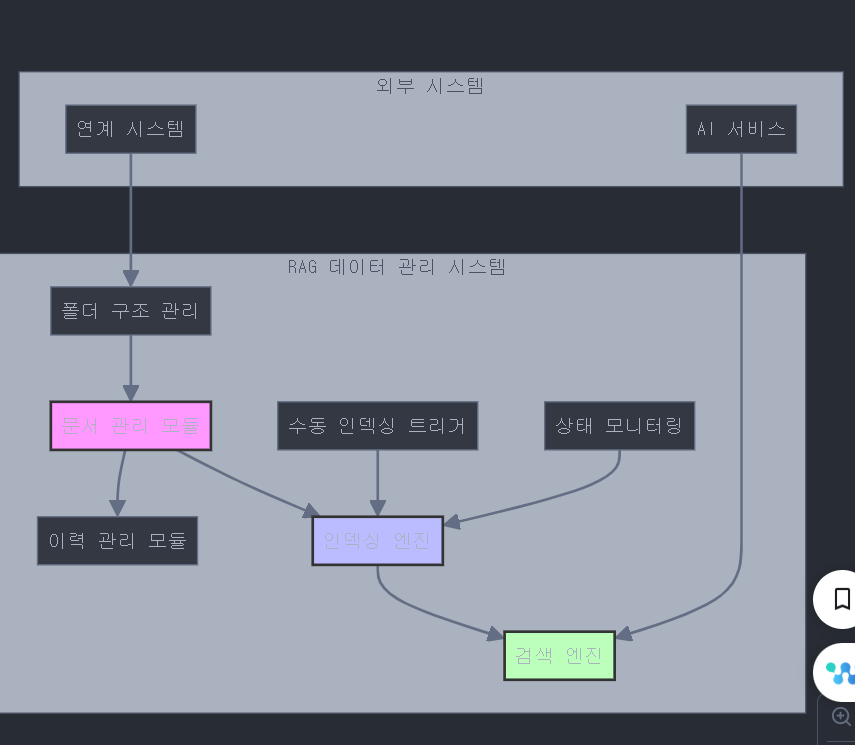 외부 시스템
연계 시스템
AI 서비스
RAG 데이터 관리 시스템
폴더 구조 관리
문서 관리 모듈
수동 인덱싱 트리거
상태 모니터링
이력 관리 모듈
인덱싱 엔진
검색 엔진